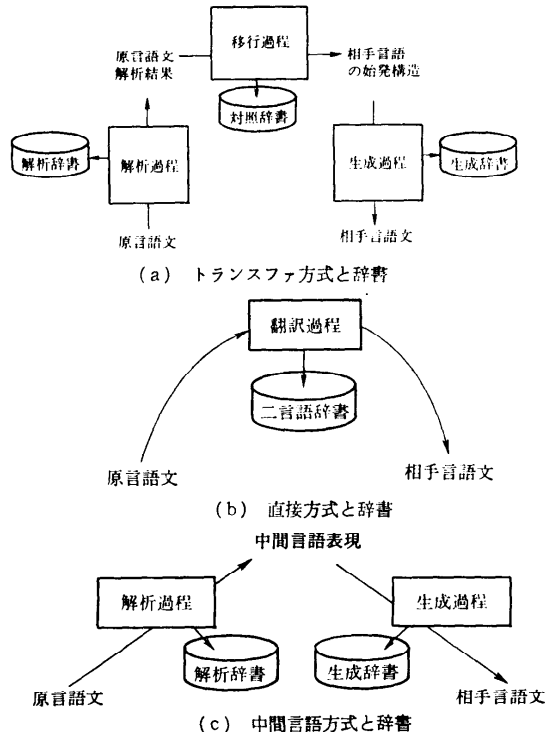 原言語文
解析結果
移行過程
相手言語
の始発構造
対照辞書
解析辞書
解析過程
生成過程
生成辞書
原言語文
相手言語文
(a) トランスファ方式と辞書
翻訳過程
二言語辞書
原言語文
相手言語文
(b) 直接方式と辞書
中間言語表現
解析過程
生成過程
解析辞書
生成辞書
原言語文
相手言語文
(c) 中間言語方式と辞書